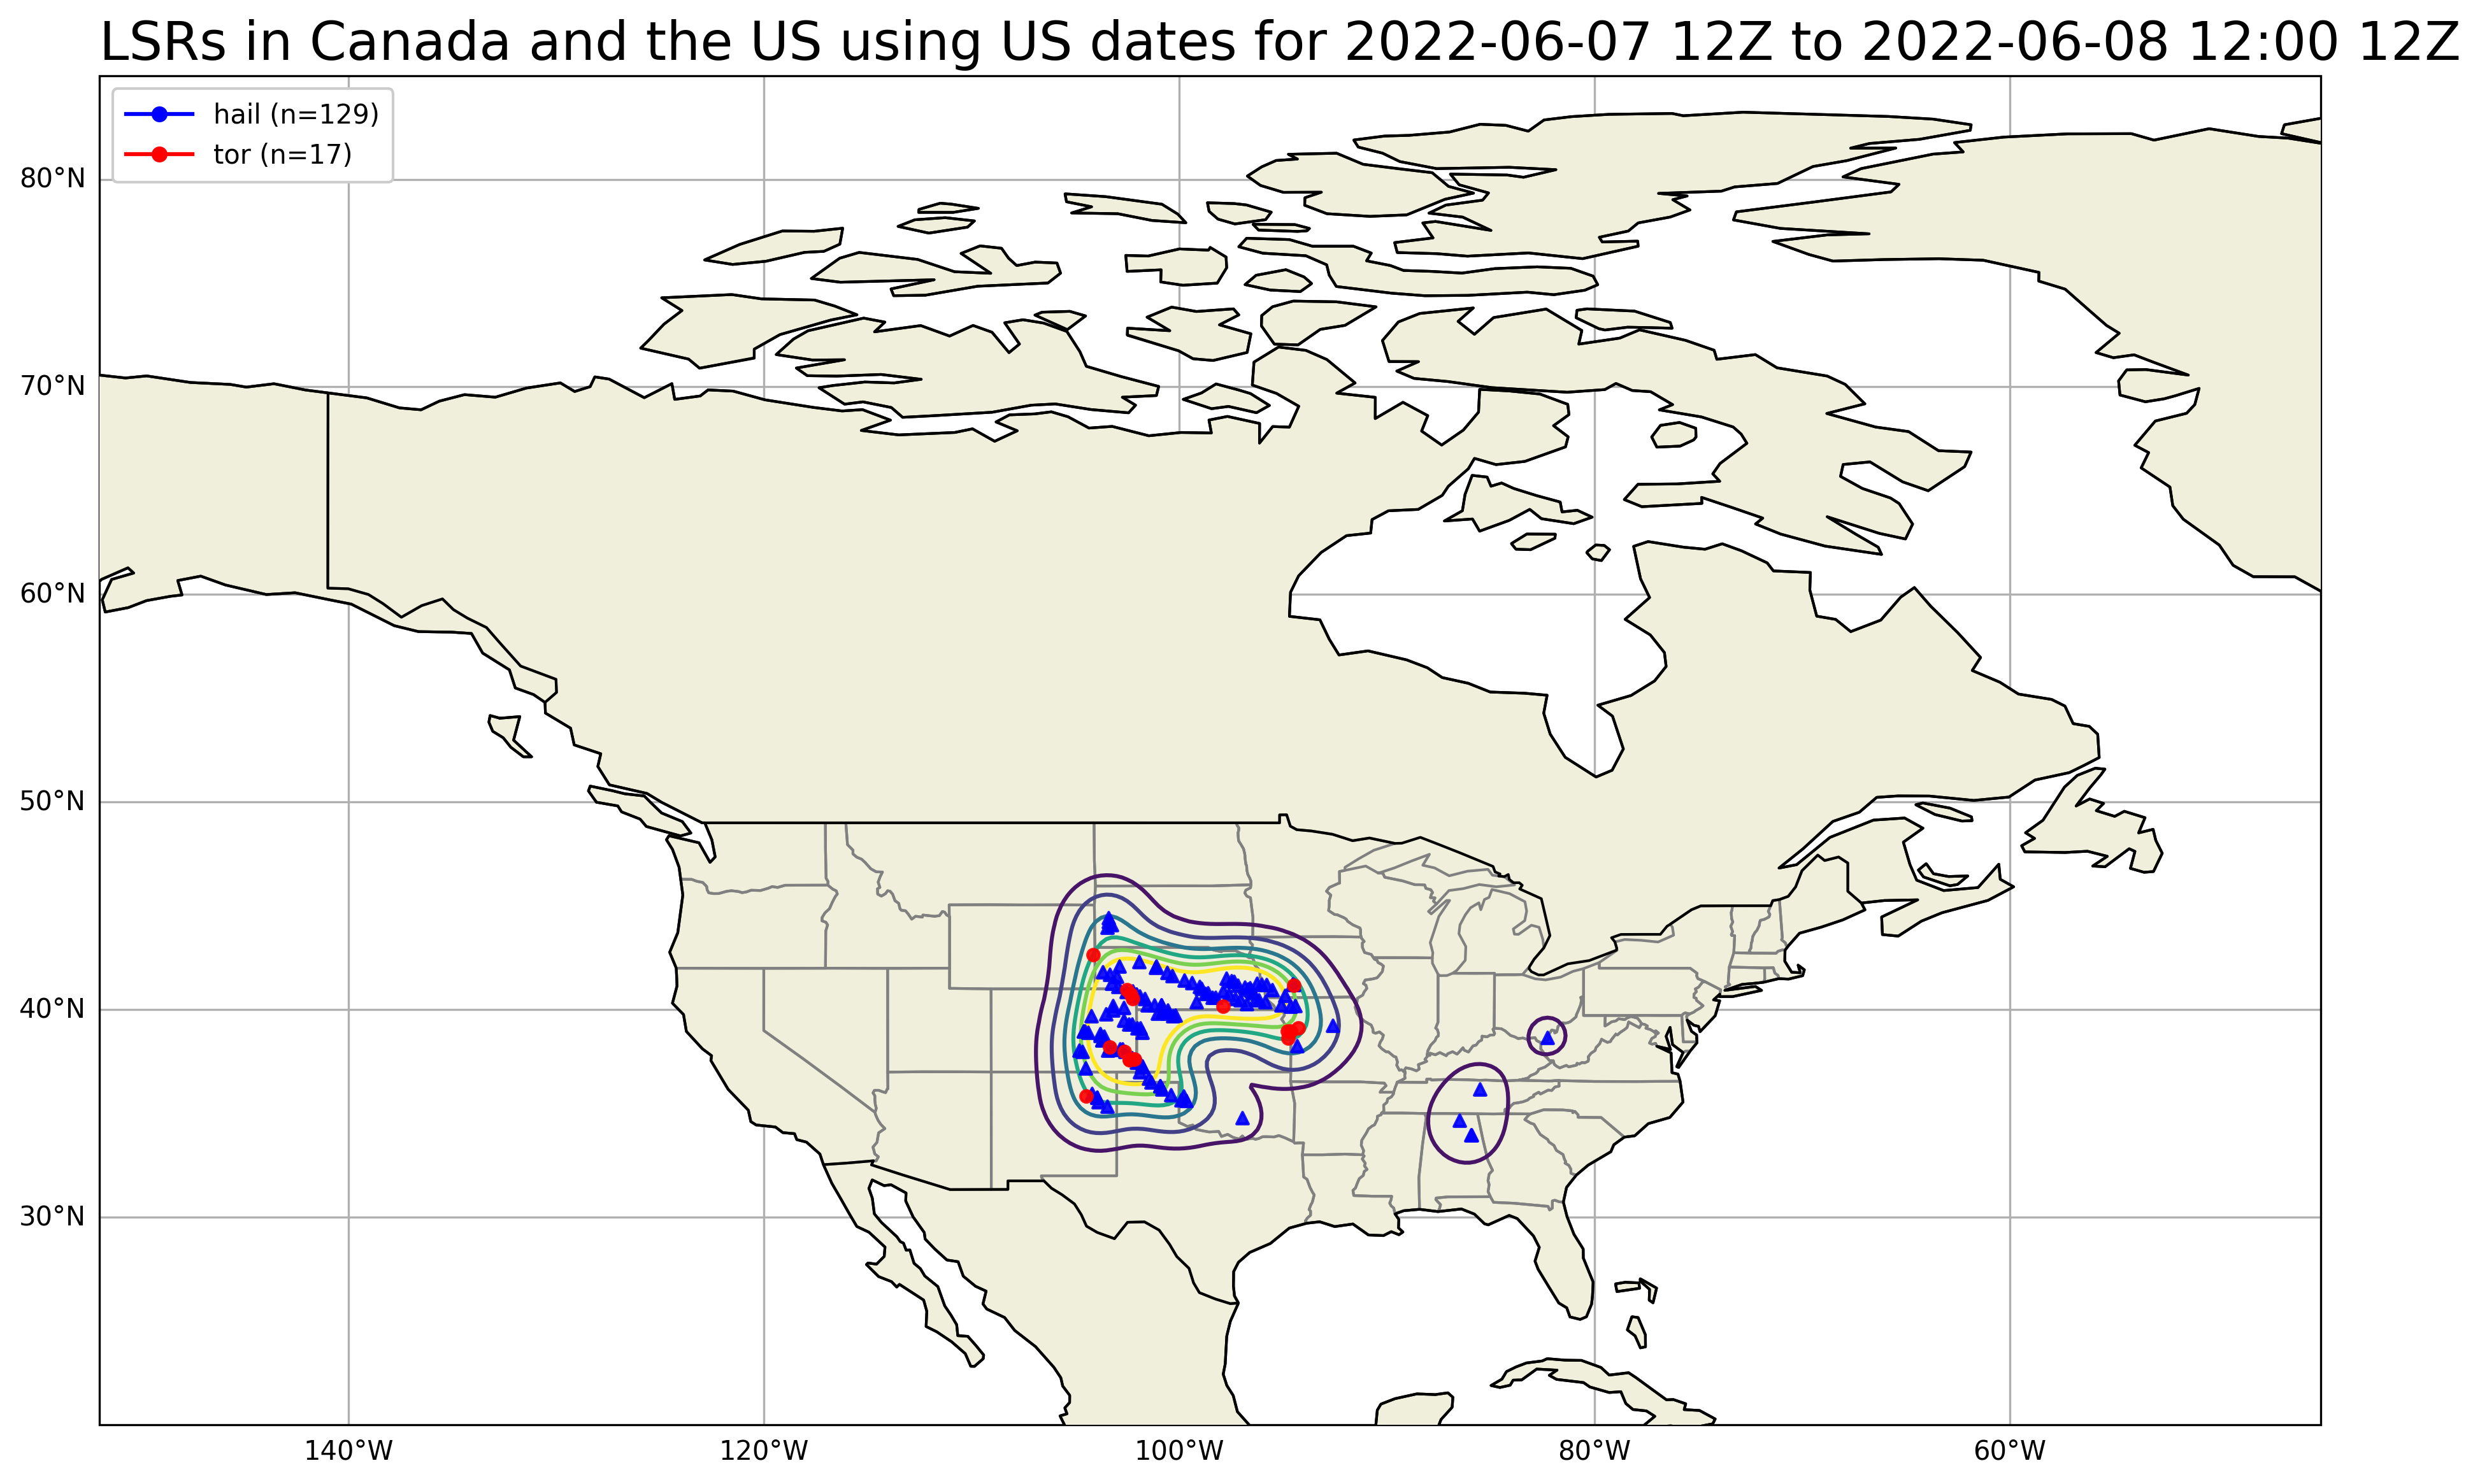 LSRs in Canada and the US using US dates for 2022-06-07 12Z to 2022-06-08 12:00 12Z
hail (n=129)
tor (n=17)
80°N
70°N
60°N
50°N
40°N
30°N
140°W 120°W 100°W 80°W 60°W